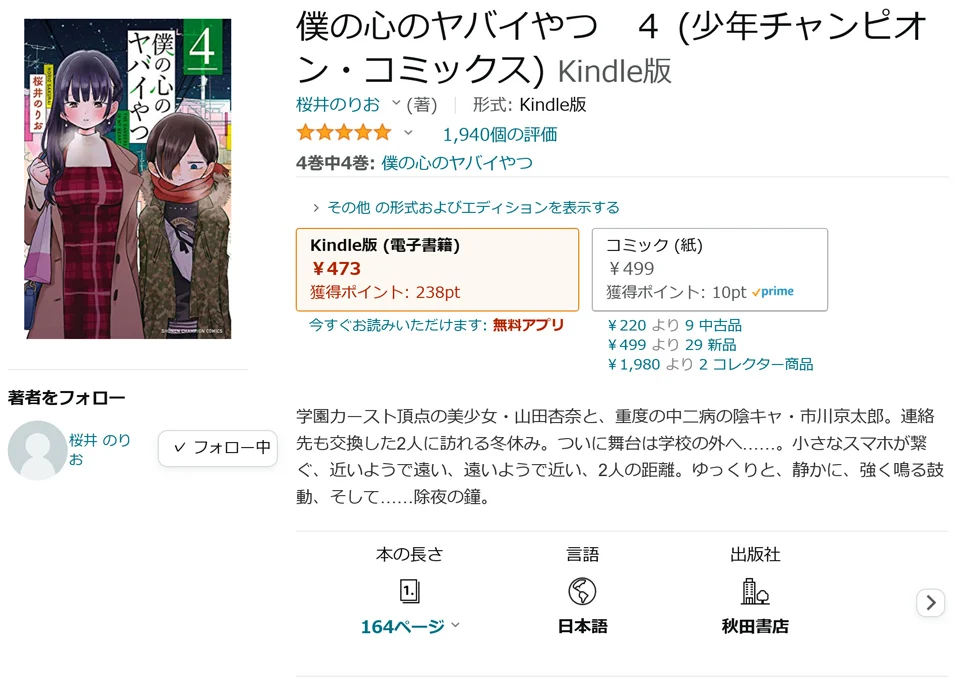 僕の心のヤバイやつ　4 (少年チャンピオ
ン・コミックス) Kindle版
桜井のりお (著) 形式: Kindle版
1,940個の評価
4巻中4巻: 僕の心のヤバイやつ
その他 の形式およびエディションを表示する
Kindle版 (電子書籍)
￥473
獲得ポイント: 238pt
今すぐお読みいただけます: 無料アプリ
コミック (紙)
￥499
獲得ポイント: 10pt prime
￥220 より 9 中古品
￥499 より 29 新品
￥1,980 より 2 コレクター商品
4
僕の心の
ヤバイやつ
桜井のりお
SHONEN CHAMPION COMICS
著者をフォロー
桜井 のり
お
フォロー中
学園カースト頂点の美少女・山田杏奈と、重度の中二病の陰キャ・市川京太郎。連絡
先も交換した2人に訪れる冬休み。ついに舞台は学校の外へ……。小さなスマホが繋
ぐ、近いようで遠い、遠いようで近い、2人の距離。ゆっくりと、静かに、強く鳴る鼓
動、そして……除夜の鐘。
本の長さ
1.
164ページ
言語
日本語
出版社
秋田書店